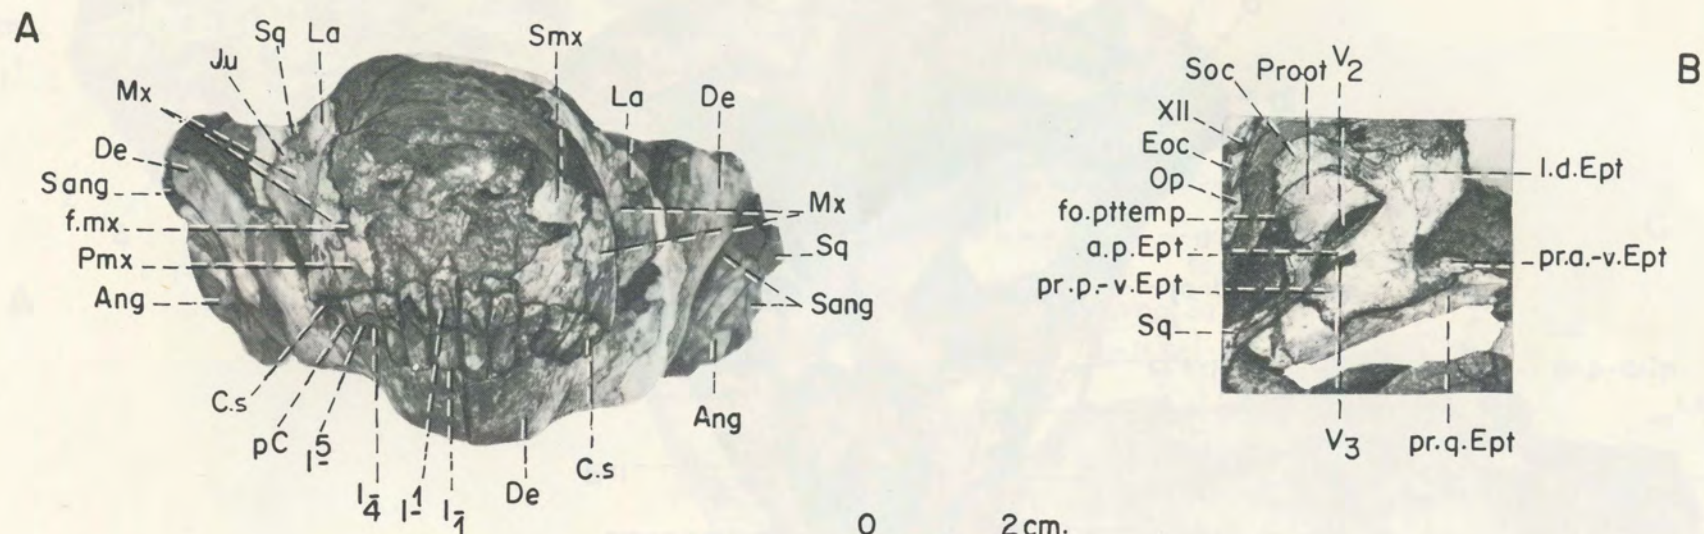 A
Sq La
Smx
Ju
Mx
La
De
De
Sang
Mx
f.mx
Pmx
Sq
Ang
Sang
C.s
pC
I5
I4
I1
I1
De
C.s
Ang
B
Soc Proot V2
XII
Eoc
Op
l.d.Ept
fo.pttemp
a.p.Ept
pr.a.-v.Ept
pr.p.-v.Ept
Sq
V3
pr.q.Ept
0 2cm.